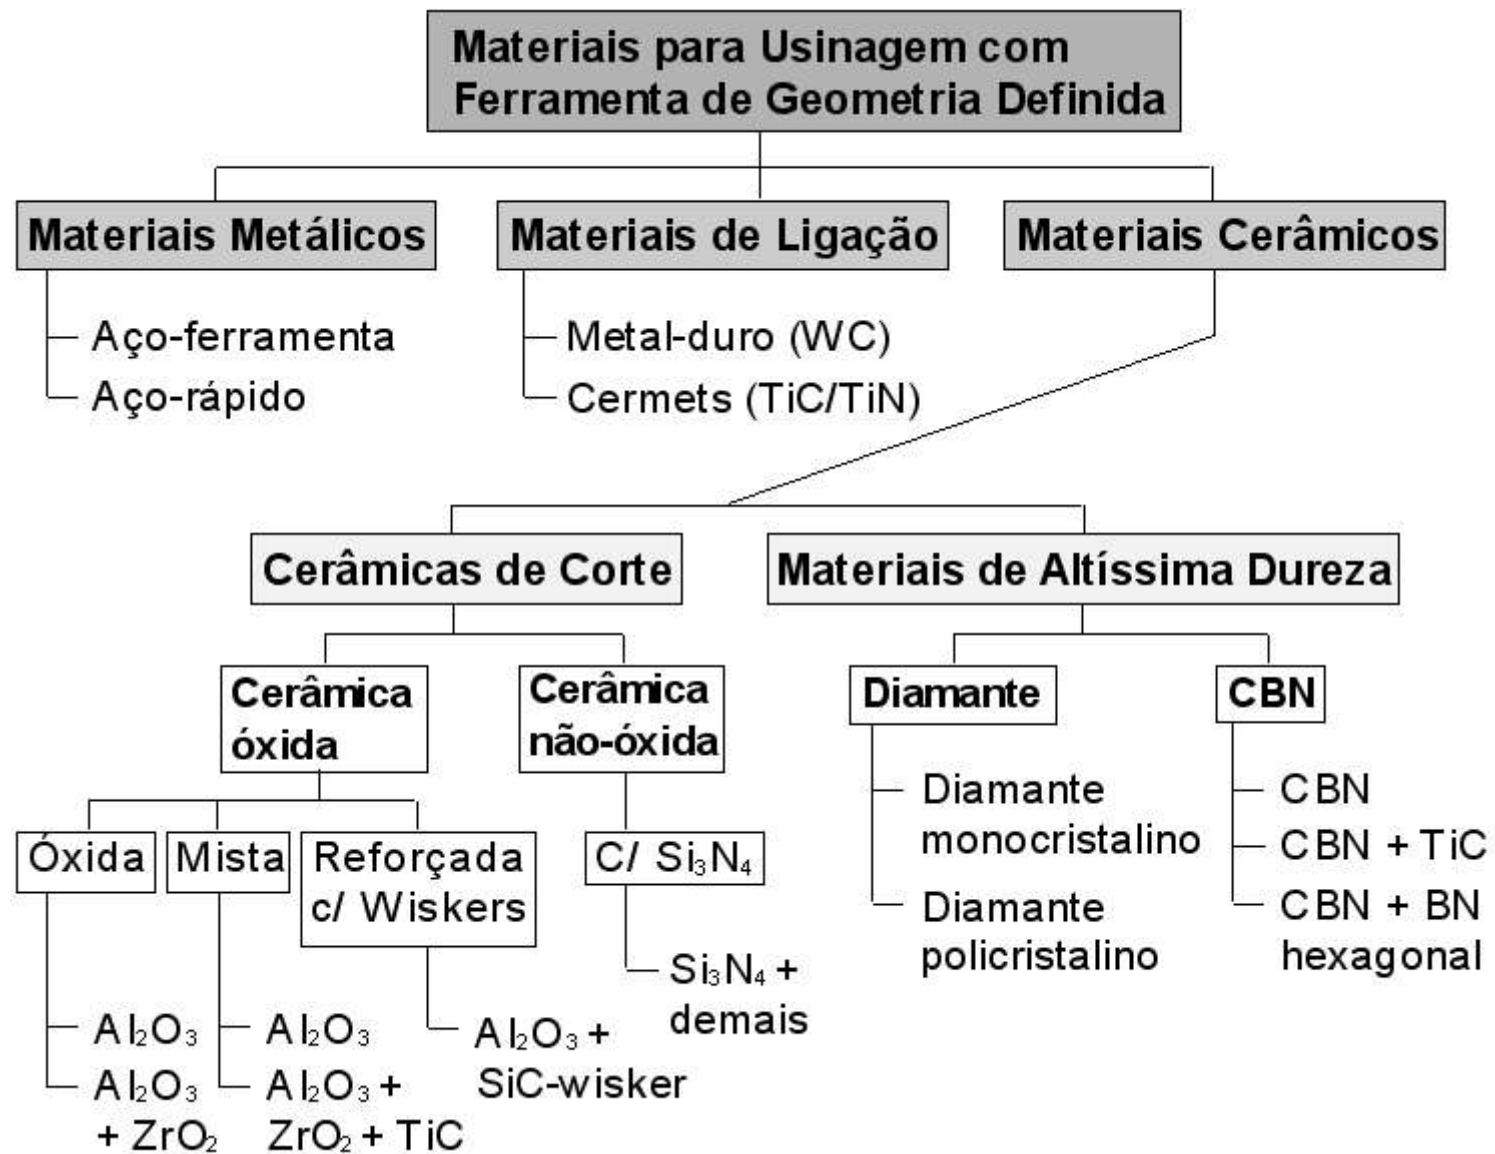 Materiais para Usinagem com
Ferramenta de Geometria Definida
Materiais Metálicos
Materiais de Ligação
Materiais Cerâmicos
Aço-ferramenta
Aço-rápido
Metal-duro (WC)
Cermets (TiC/TiN)
Cerâmicas de Corte
Materiais de Altíssima Dureza
Cerâmica
óxida
Cerâmica
não-óxida
Diamante
CBN
Óxida
Mista
Reforçada
c/ Wiskers
C/ Si₃N₄
Diamante
monocristalino
Diamante
policristalino
CBN
CBN + TiC
CBN + BN
hexagonal
Al₂O₃
Al₂O₃
+ ZrO₂
Al₂O₃
Al₂O₃ +
ZrO₂ + TiC
Al₂O₃ +
SiC-wisker
Si₃N₄ +
demais